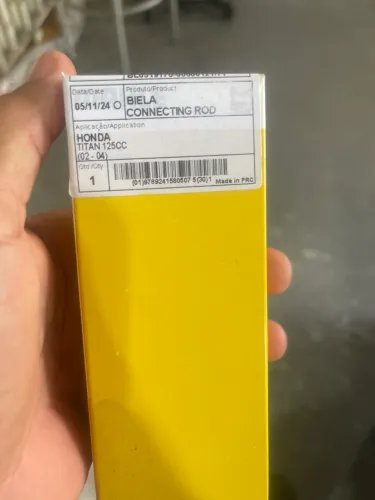 Data/Date
05/11/24
Produto/Product
BIELA
CONNECTING ROD
Aplicação/Application
HONDA
TITAN 125CC
(02 - 04)
Qtd./Qty.
1
Made in PRC